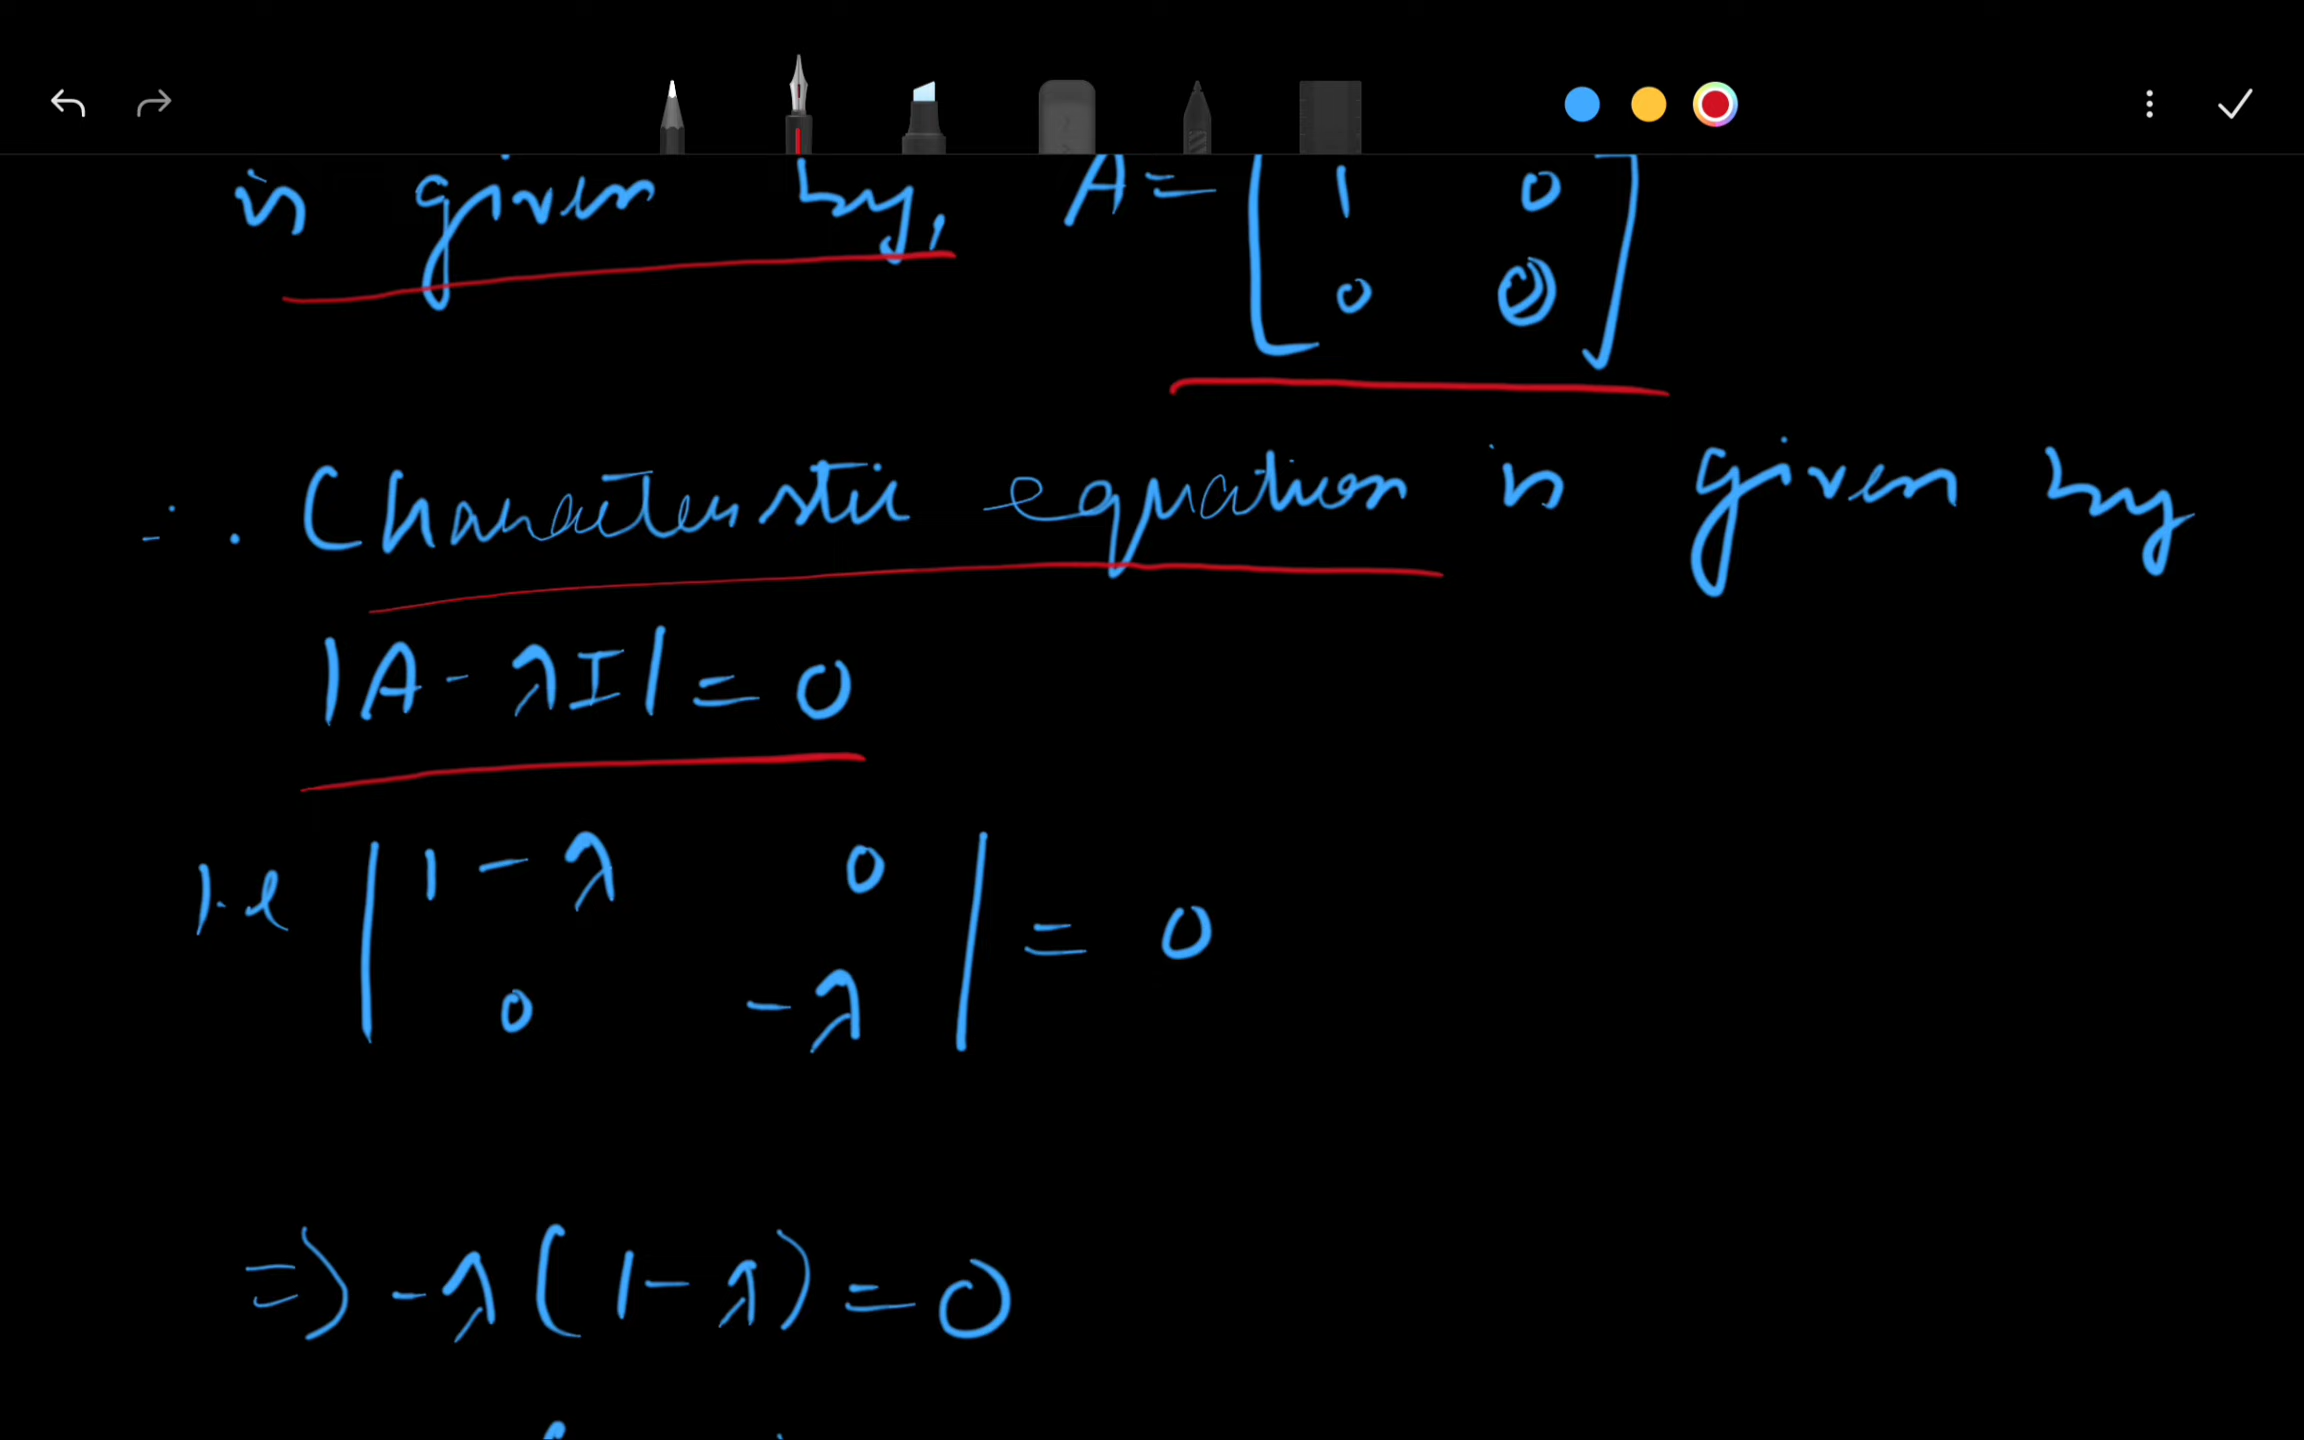 is given by, A = [ 1 0
0 0 ]
∴ Characteristic equation is given by
|A - λI| = 0
i.e | 1 - λ 0
0 - λ | = 0
⇒ - λ ( 1 - λ ) = 0